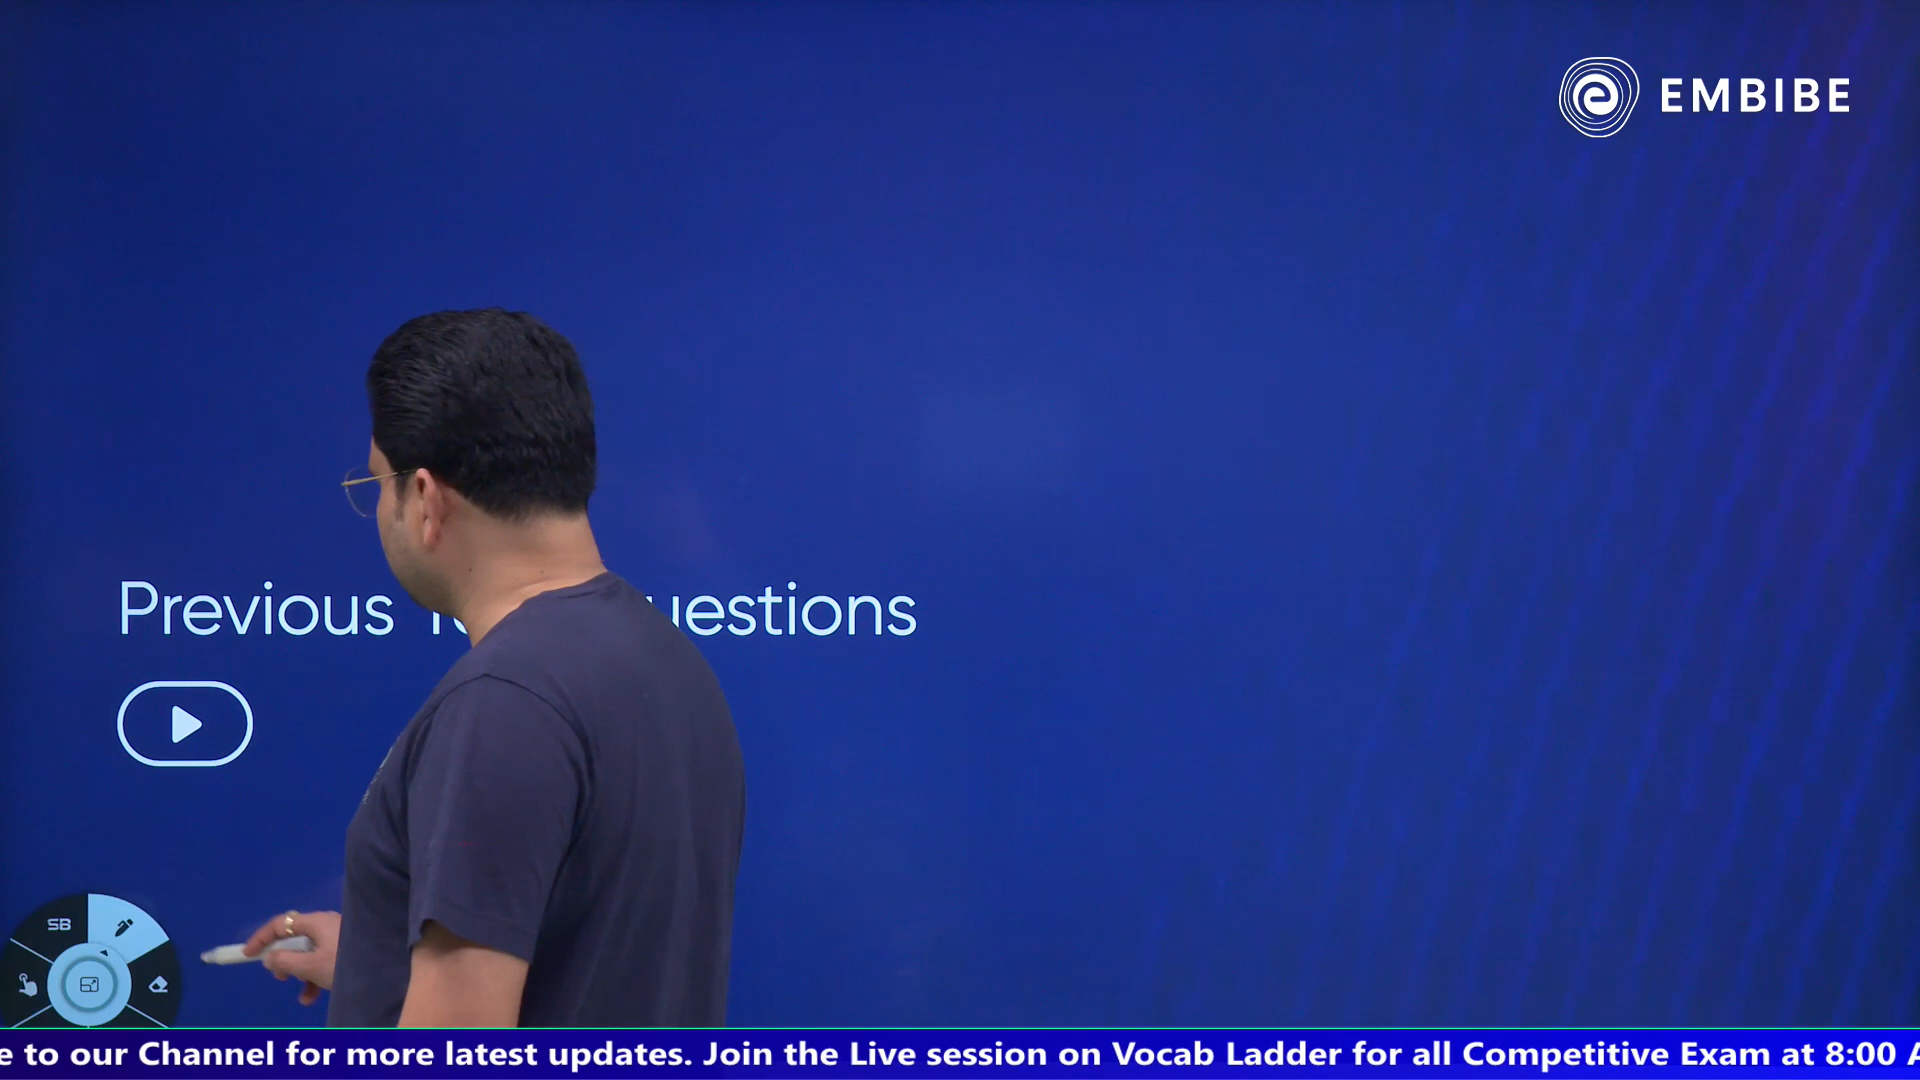 EMBIBE
Previous
SB
to our Channel for more latest updates. Join the Live session on Vocab Ladder for all Competitive Exam at 8:00